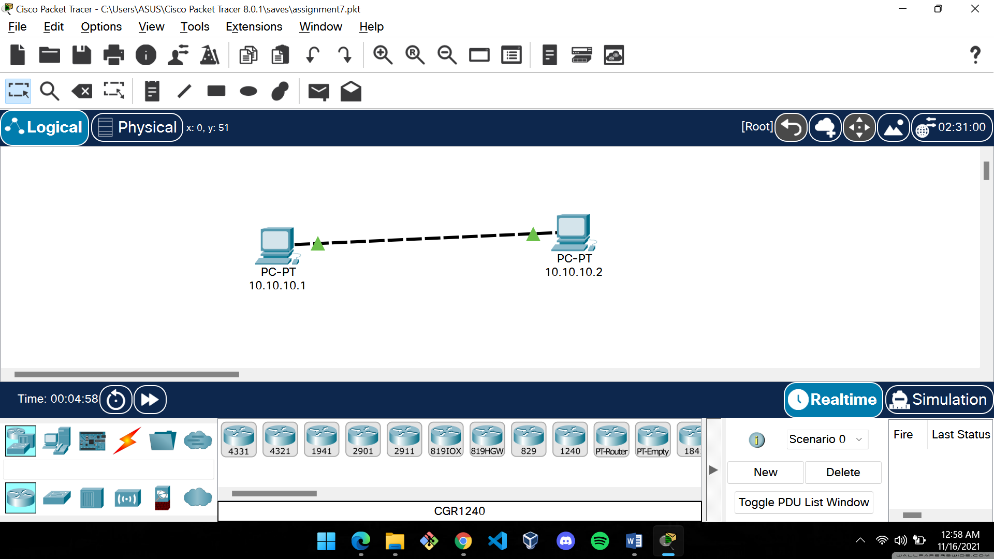 Cisco Packet Tracer - C:\Users\ASUS\Cisco Packet Tracer 8.0.1\saves\assignment7.pkt
File Edit Options View Tools Extensions Window Help
Logical Physical x: 0, y: 51 [Root] 02:31:00
PC-PT
10.10.10.1
PC-PT
10.10.10.2
Time: 00:04:58 Realtime Simulation
4331 4321 1941 2901 2911 819IOX 819HGW 829 1240 PT-Router PT-Empty 184
CGR1240
Scenario 0
New Delete
Toggle PDU List Window
Fire Last Status
12:58 AM
11/16/2021